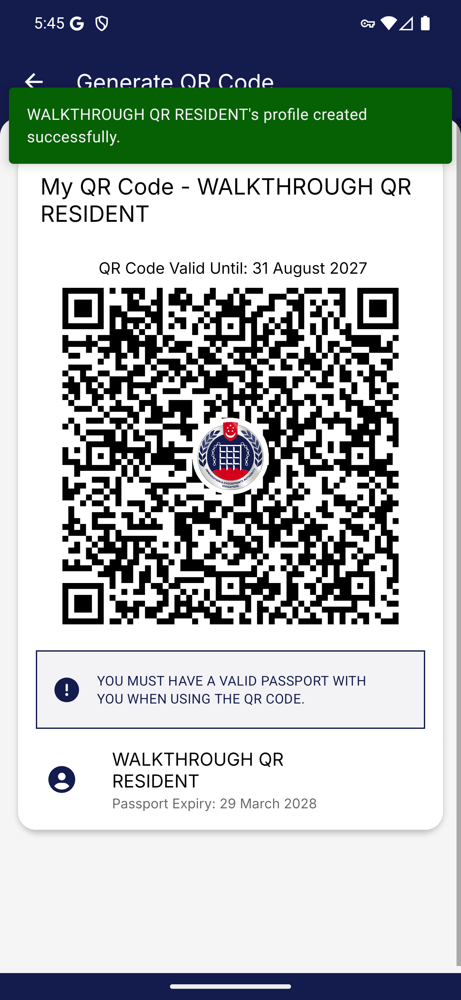 5:45
Generate QR Code
WALKTHROUGH QR RESIDENT's profile created
successfully.
My QR Code - WALKTHROUGH QR
RESIDENT
QR Code Valid Until: 31 August 2027
IMMIGRATION & CHECKPOINTS AUTHORITY
SINGAPORE
YOU MUST HAVE A VALID PASSPORT WITH
YOU WHEN USING THE QR CODE.
WALKTHROUGH QR
RESIDENT
Passport Expiry: 29 March 2028